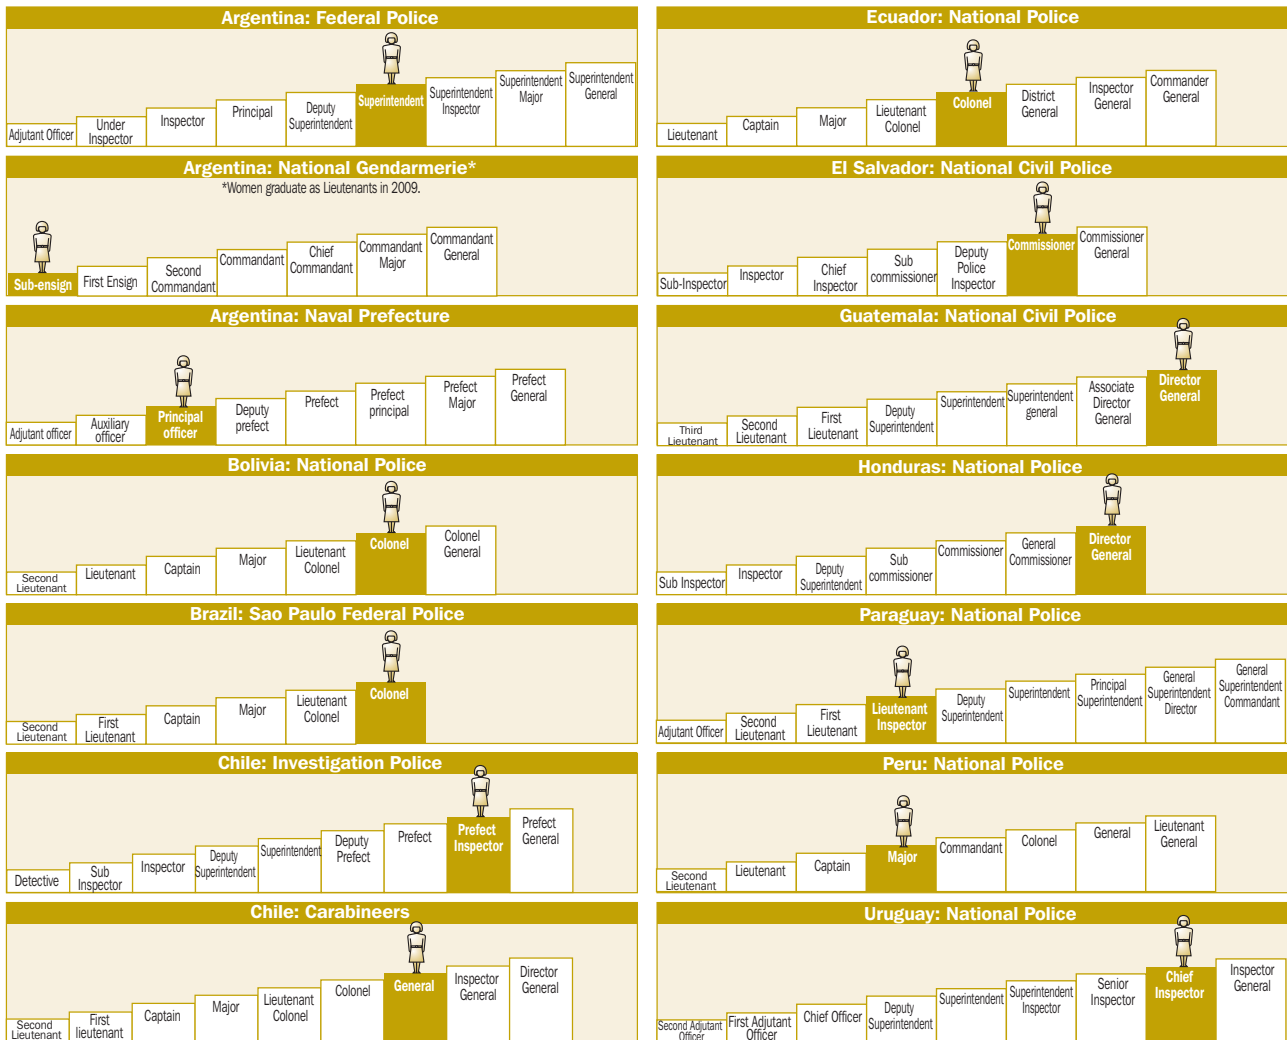 Argentina: Federal Police
Adjutant Officer
Under
Inspector
Inspector
Principal
Deputy
Superintendent
Superintendent
Superintendent
Inspector
Superintendent
Major
Superintendent
General
Argentina: National Gendarmerie*
*Women graduate as Lieutenants in 2009.
Sub-ensign
First Ensign
Second
Commandant
Commandant
Chief
Commandant
Commandant
Major
Commandant
General
Argentina: Naval Prefecture
Adjutant officer
Auxiliary
officer
Principal
officer
Deputy
prefect
Prefect
Prefect
principal
Prefect
Major
Prefect
General
Bolivia: National Police
Second
Lieutenant
Lieutenant
Captain
Major
Lieutenant
Colonel
Colonel
Colonel
General
Brazil: Sao Paulo Federal Police
Second
Lieutenant
First
Lieutenant
Captain
Major
Lieutenant
Colonel
Colonel
Chile: Investigation Police
Detective
Sub
Inspector
Inspector
Deputy
Superintendent
Superintendent
Deputy
Prefect
Prefect
Prefect
Inspector
Prefect
General
Chile: Carabineers
Second
Lieutenant
First
lieutenant
Captain
Major
Lieutenant
Colonel
Colonel
General
Inspector
General
Director
General
Ecuador: National Police
Lieutenant
Captain
Major
Lieutenant
Colonel
Colonel
District
General
Inspector
General
Commander
General
El Salvador: National Civil Police
Sub-Inspector
Inspector
Chief
Inspector
Sub
commissioner
Deputy
Police
Inspector
Commissioner
Commissioner
General
Guatemala: National Civil Police
Third
Lieutenant
Second
Lieutenant
First
Lieutenant
Deputy
Superintendent
Superintendent
Superintendent
general
Associate
Director
General
Director
General
Honduras: National Police
Sub Inspector
Inspector
Deputy
Superintendent
Sub
commissioner
Commissioner
General
Commissioner
Director
General
Paraguay: National Police
Adjutant Officer
Second
Lieutenant
First
Lieutenant
Lieutenant
Inspector
Deputy
Superintendent
Superintendent
Principal
Superintendent
General
Superintendent
Director
General
Superintendent
Commandant
Peru: National Police
Second
Lieutenant
Lieutenant
Captain
Major
Commandant
Colonel
General
Lieutenant
General
Uruguay: National Police
Second Adjutant
Officer
First Adjutant
Officer
Chief Officer
Deputy
Superintendent
Superintendent
Superintendent
Inspector
Senior
Inspector
Chief
Inspector
Inspector
General